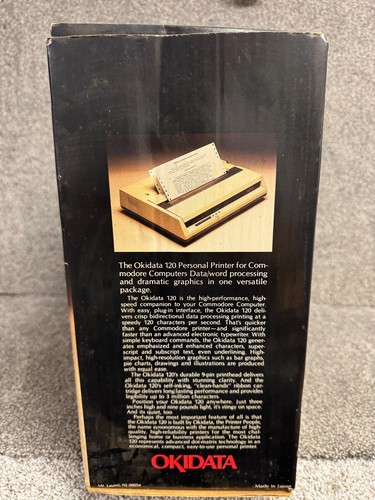 The Okidata 120 Personal Printer for Com-
modore Computers Data/word processing
and dramatic graphics in one versatile
package.
The Okidata 120 is the high-performance, high-
speed companion to your Commodore Computer.
With easy, plug-in interface, the Okidata 120 deli-
vers crisp bidirectional data processing printing at a
speedy 120 characters per second. That's quicker
than any Commodore printer—and significantly
faster than an advanced electronic typewriter. With
simple keyboard commands, the Okidata 120 gener-
ates emphasized and enhanced characters, super-
script and subscript text, even underlining. High-
impact, high-resolution graphics such as bar graphs,
pie charts, drawings and illustrations are produced
with equal ease.
The Okidata 120's durable 9-pin printhead delivers
all this capability with stunning clarity. And the
Okidata 120's self-inking, "clean-hands" ribbon car-
tridge delivers long lasting performance and provides
legibility up to 3 million characters.
Position your Okidata 120 anywhere. Just three
inches high and nine pounds light, it's stingy on space.
And its quiet, too.
Perhaps the most important feature of all is that
the Okidata 120 is built by Okidata, the Printer People,
the name synonymous with the manufacture of high-
quality, high-reliability printers for the most chal-
lenging home or business application. The Okidata
120 represents advanced dot-matrix technology in an
economical, compact, easy-to-use personal printer.
OKIDATA
Mt. Laurel, NJ 08054
Made in Japan